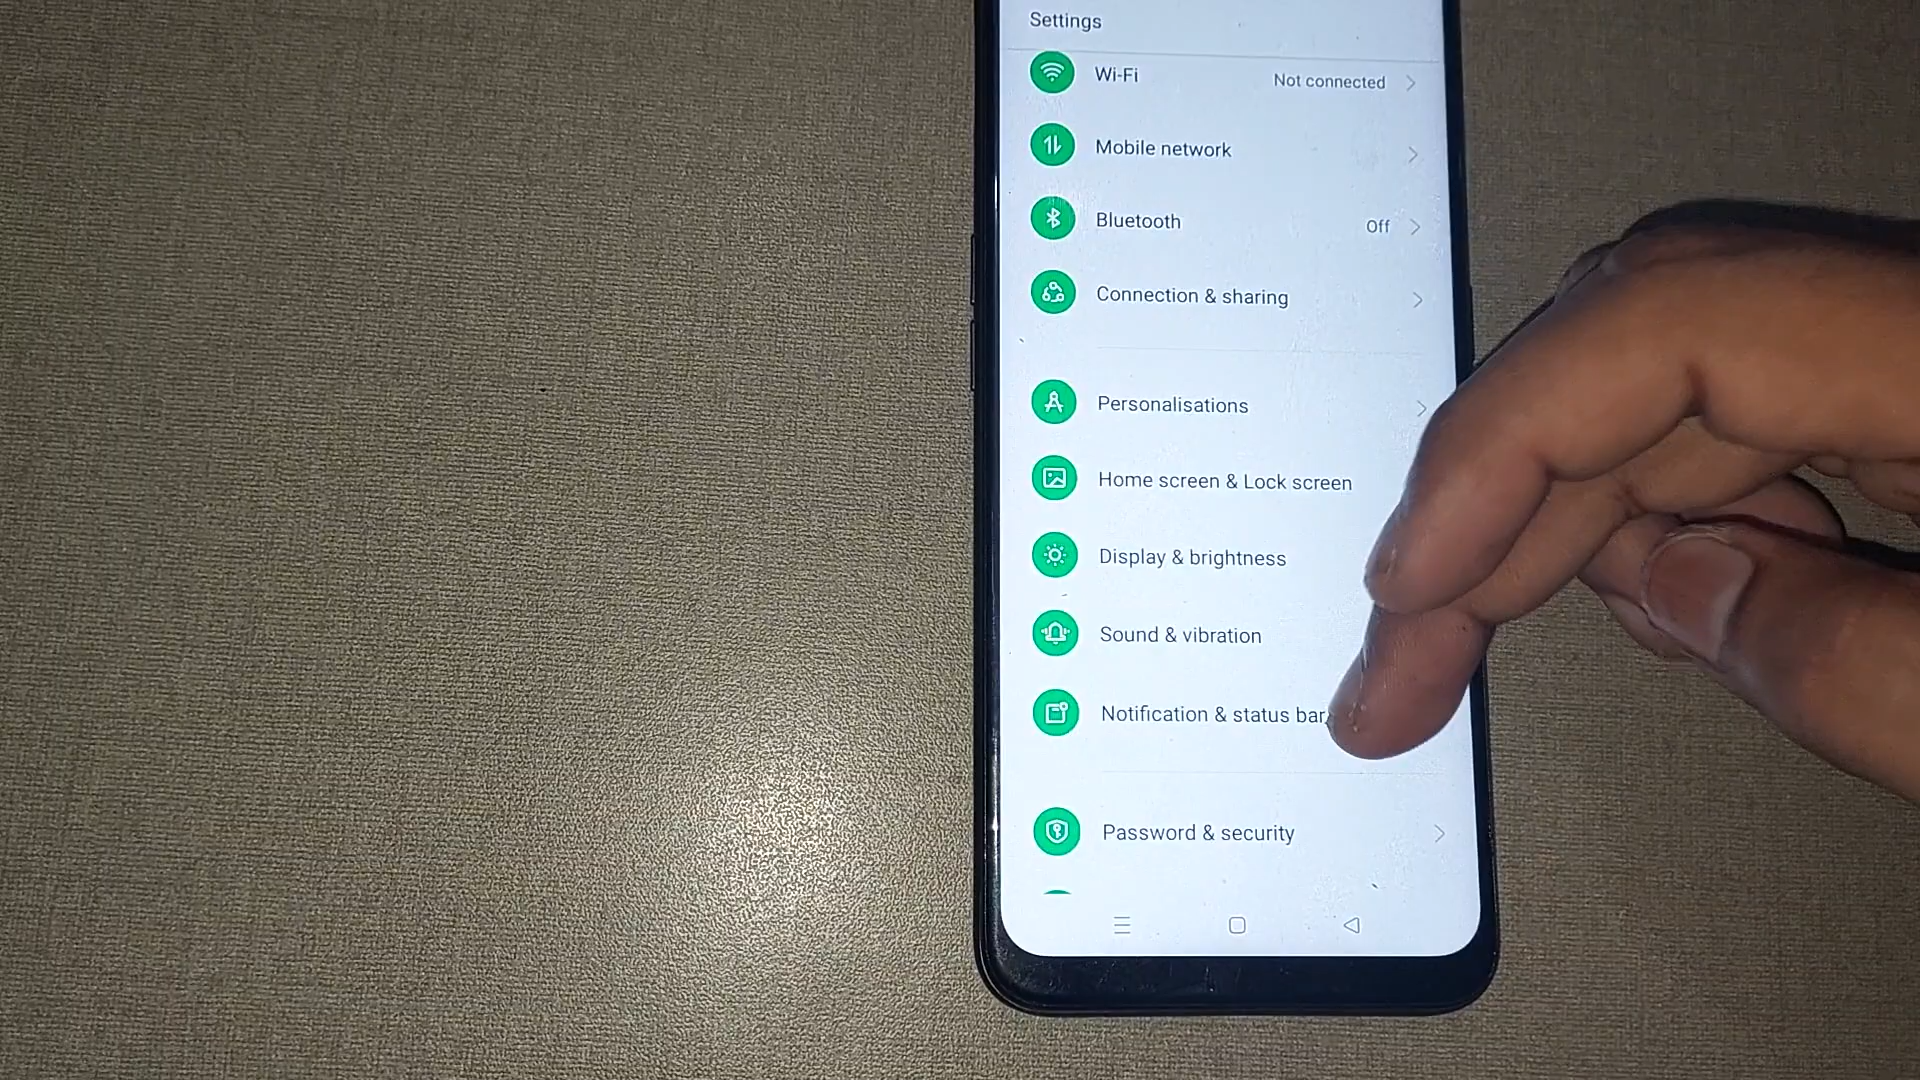 Settings
Wi-Fi Not connected
Mobile network
Bluetooth Off
Connection & sharing
Personalisations
Home screen & Lock screen
Display & brightness
Sound & vibration
Notification & status bar
Password & security